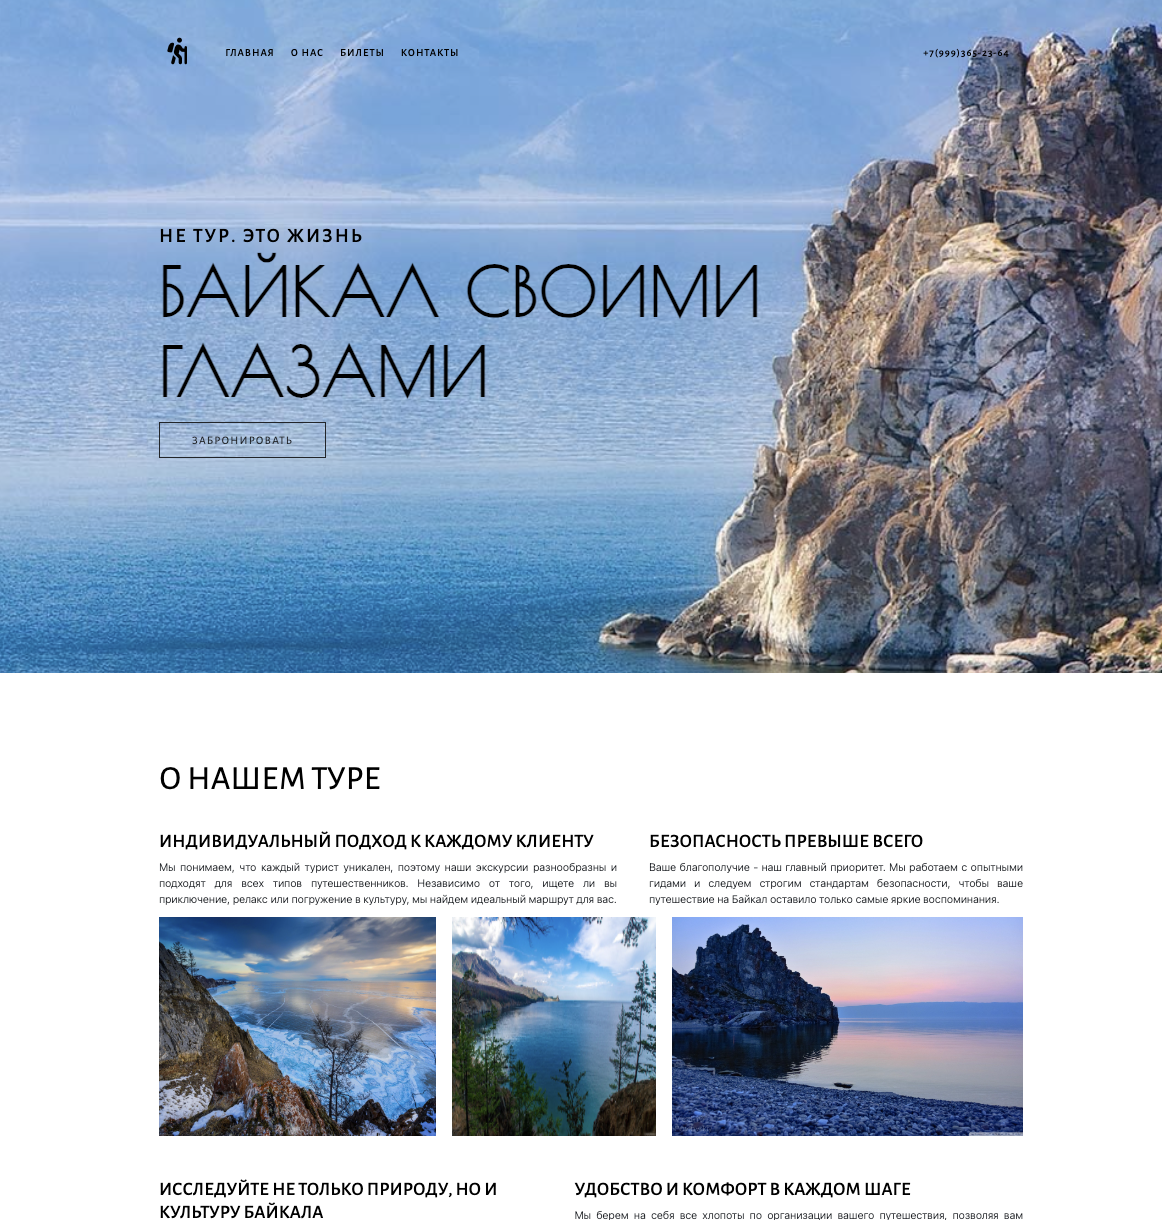 ГЛАВНАЯ О НАС БИЛЕТЫ КОНТАКТЫ +7(999)365-23-64
НЕ ТУР. ЭТО ЖИЗНЬ
БАЙКАЛ СВОИМИ
ГЛАЗАМИ
ЗАБРОНИРОВАТЬ
О НАШЕМ ТУРЕ
ИНДИВИДУАЛЬНЫЙ ПОДХОД К КАЖДОМУ КЛИЕНТУ
Мы понимаем, что каждый турист уникален, поэтому наши экскурсии разнообразны и
подходят для всех типов путешественников. Независимо от того, ищете ли вы
приключение, релакс или погружение в культуру, мы найдем идеальный маршрут для вас.
БЕЗОПАСНОСТЬ ПРЕВЫШЕ ВСЕГО
Ваше благополучие - наш главный приоритет. Мы работаем с опытными
гидами и следуем строгим стандартам безопасности, чтобы ваше
путешествие на Байкал оставило только самые яркие воспоминания.
ИССЛЕДУЙТЕ НЕ ТОЛЬКО ПРИРОДУ, НО И
КУЛЬТУРУ БАЙКАЛА
УДОБСТВО И КОМФОРТ В КАЖДОМ ШАГЕ
Мы берем на себя все хлопоты по организации вашего путешествия, позволяя вам